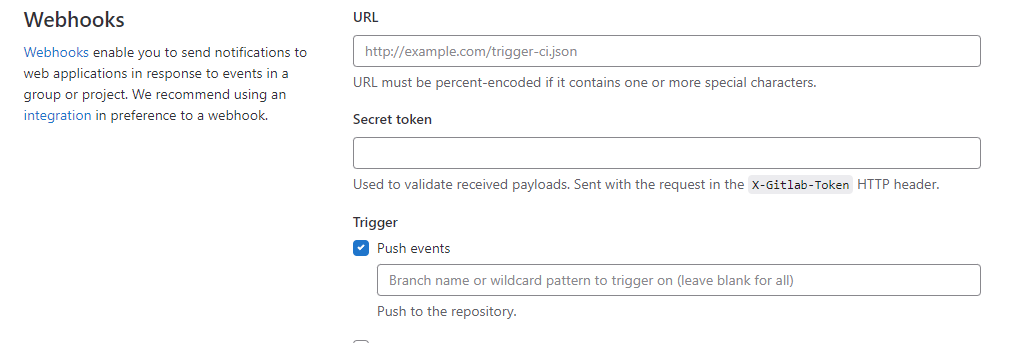 Webhooks
Webhooks enable you to send notifications to
web applications in response to events in a
group or project. We recommend using an
integration in preference to a webhook.
URL
http://example.com/trigger-ci.json
URL must be percent-encoded if it contains one or more special characters.
Secret token
Used to validate received payloads. Sent with the request in the X-Gitlab-Token HTTP header.
Trigger
Push events
Branch name or wildcard pattern to trigger on (leave blank for all)
Push to the repository.